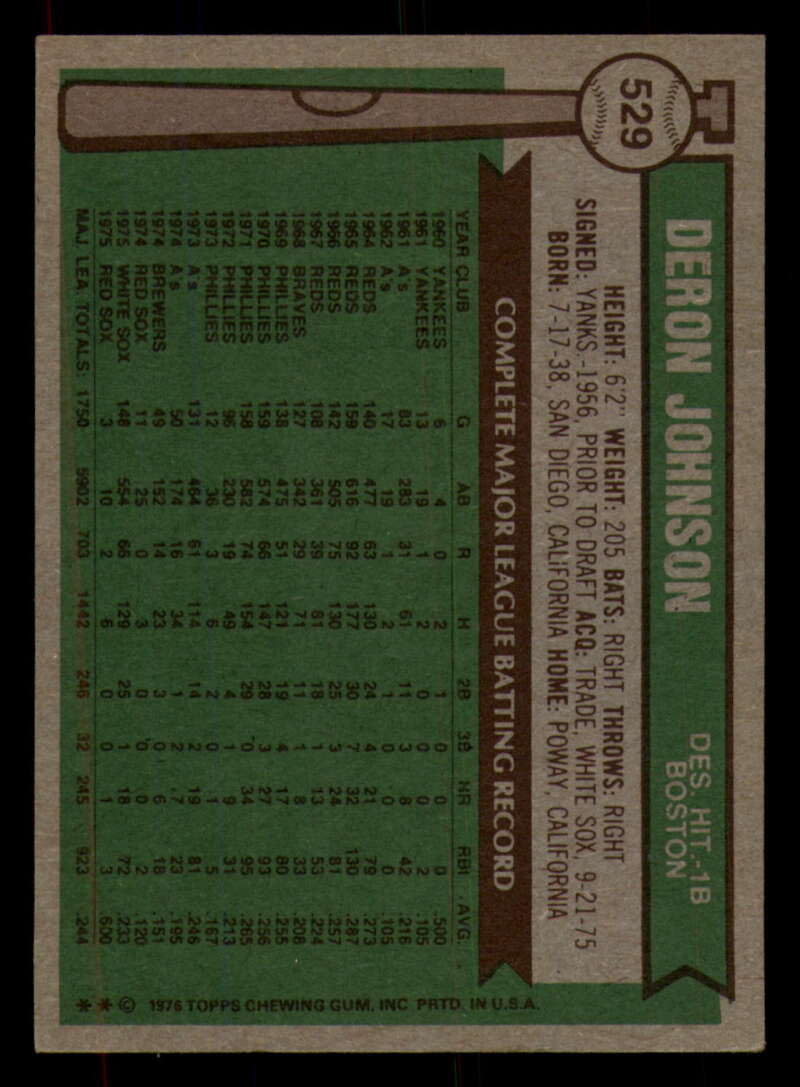 529
DERON JOHNSON
DES. HIT.-1B
BOSTON
HEIGHT: 6'2" WEIGHT: 205 BATS: RIGHT THROWS: RIGHT
SIGNED: YANKS.-1956, PRIOR TO DRAFT ACQ: TRADE, WHITE SOX, 9-21-75
BORN: 7-17-38, SAN DIEGO, CALIFORNIA HOME: POWAY, CALIFORNIA
COMPLETE MAJOR LEAGUE BATTING RECORD
YEAR CLUB G AB R H 2B 3B HR RBI AVG.
1960 YANKEES 6 4 0 2 1 0 0 0 .500
1961 YANKEES 13 19 1 2 0 0 0 2 .105
1961 A's 83 283 31 61 11 3 8 42 .216
1962 A's 17 19 1 2 1 0 0 0 .105
1964 REDS 140 477 63 130 24 4 21 79 .273
1965 REDS 159 616 92 177 30 7 32 130 .287
1966 REDS 142 505 75 130 25 3 24 81 .257
1967 REDS 108 361 39 81 18 1 13 53 .224
1968 BRAVES 127 342 29 71 11 1 8 33 .208
1969 PHILLIES 138 475 51 121 19 4 17 80 .255
1970 PHILLIES 159 574 66 147 28 3 27 93 .256
1971 PHILLIES 158 582 74 154 29 0 34 95 .265
1972 PHILLIES 96 230 19 49 4 1 9 31 .213
1973 PHILLIES 12 36 3 6 2 0 1 5 .167
1973 A's 131 464 61 114 14 2 19 81 .246
1974 A's 50 174 16 34 1 2 7 23 .195
1974 BREWERS 49 152 14 23 3 0 6 18 .151
1974 RED SOX 11 25 0 3 0 0 0 2 .120
1975 WHITE SOX 148 554 66 129 25 1 18 72 .233
1975 RED SOX 3 10 2 6 0 0 1 3 .600
MAJ. LEA. TOTALS: 1750 5902 703 1442 246 32 245 923 .244
* * © 1976 TOPPS CHEWING GUM, INC. PRTD. IN U.S.A.